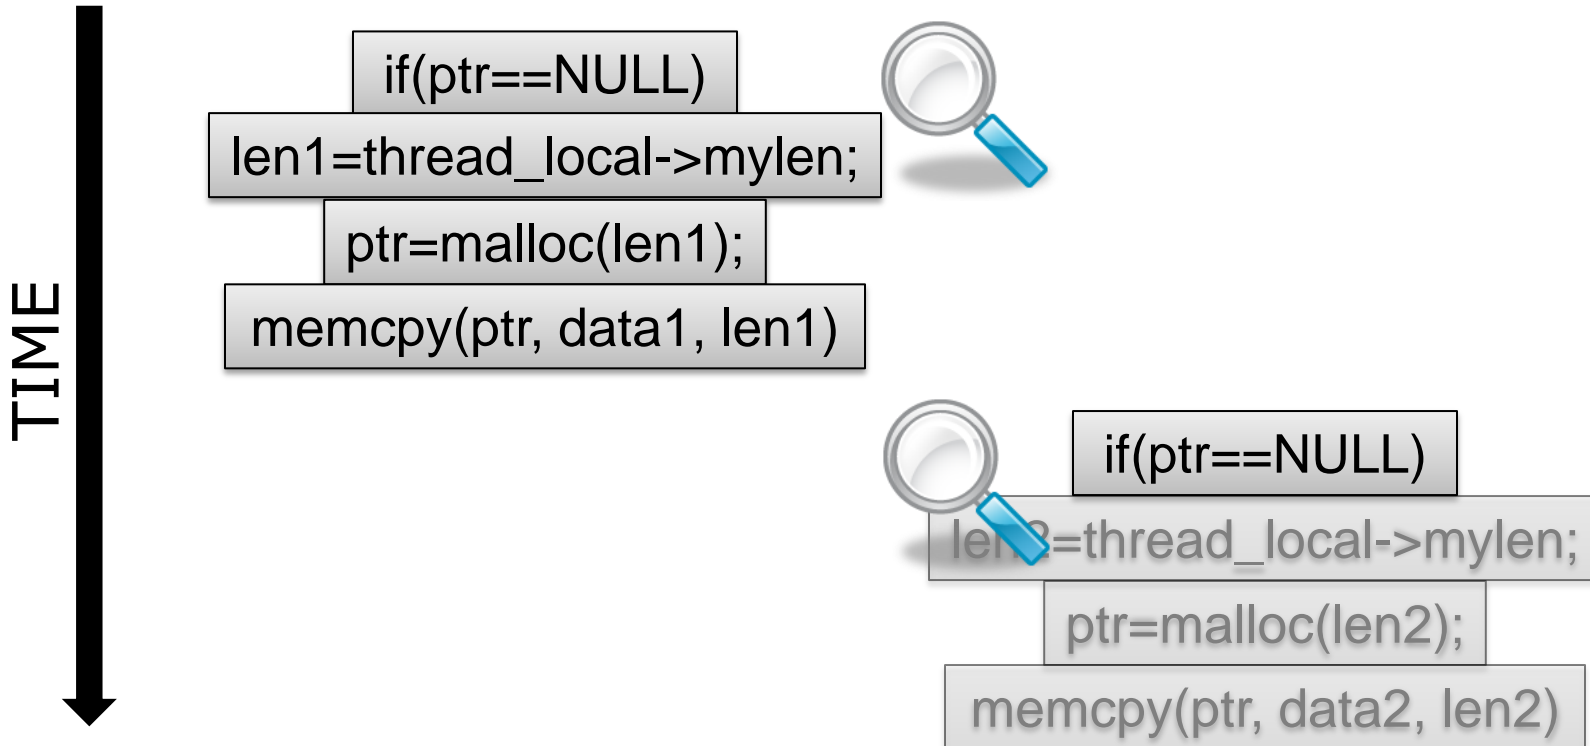 TIME
if(ptr==NULL)
len1=thread_local->mylen;
ptr=malloc(len1);
memcpy(ptr, data1, len1)
if(ptr==NULL)
len2=thread_local->mylen;
ptr=malloc(len2);
memcpy(ptr, data2, len2)